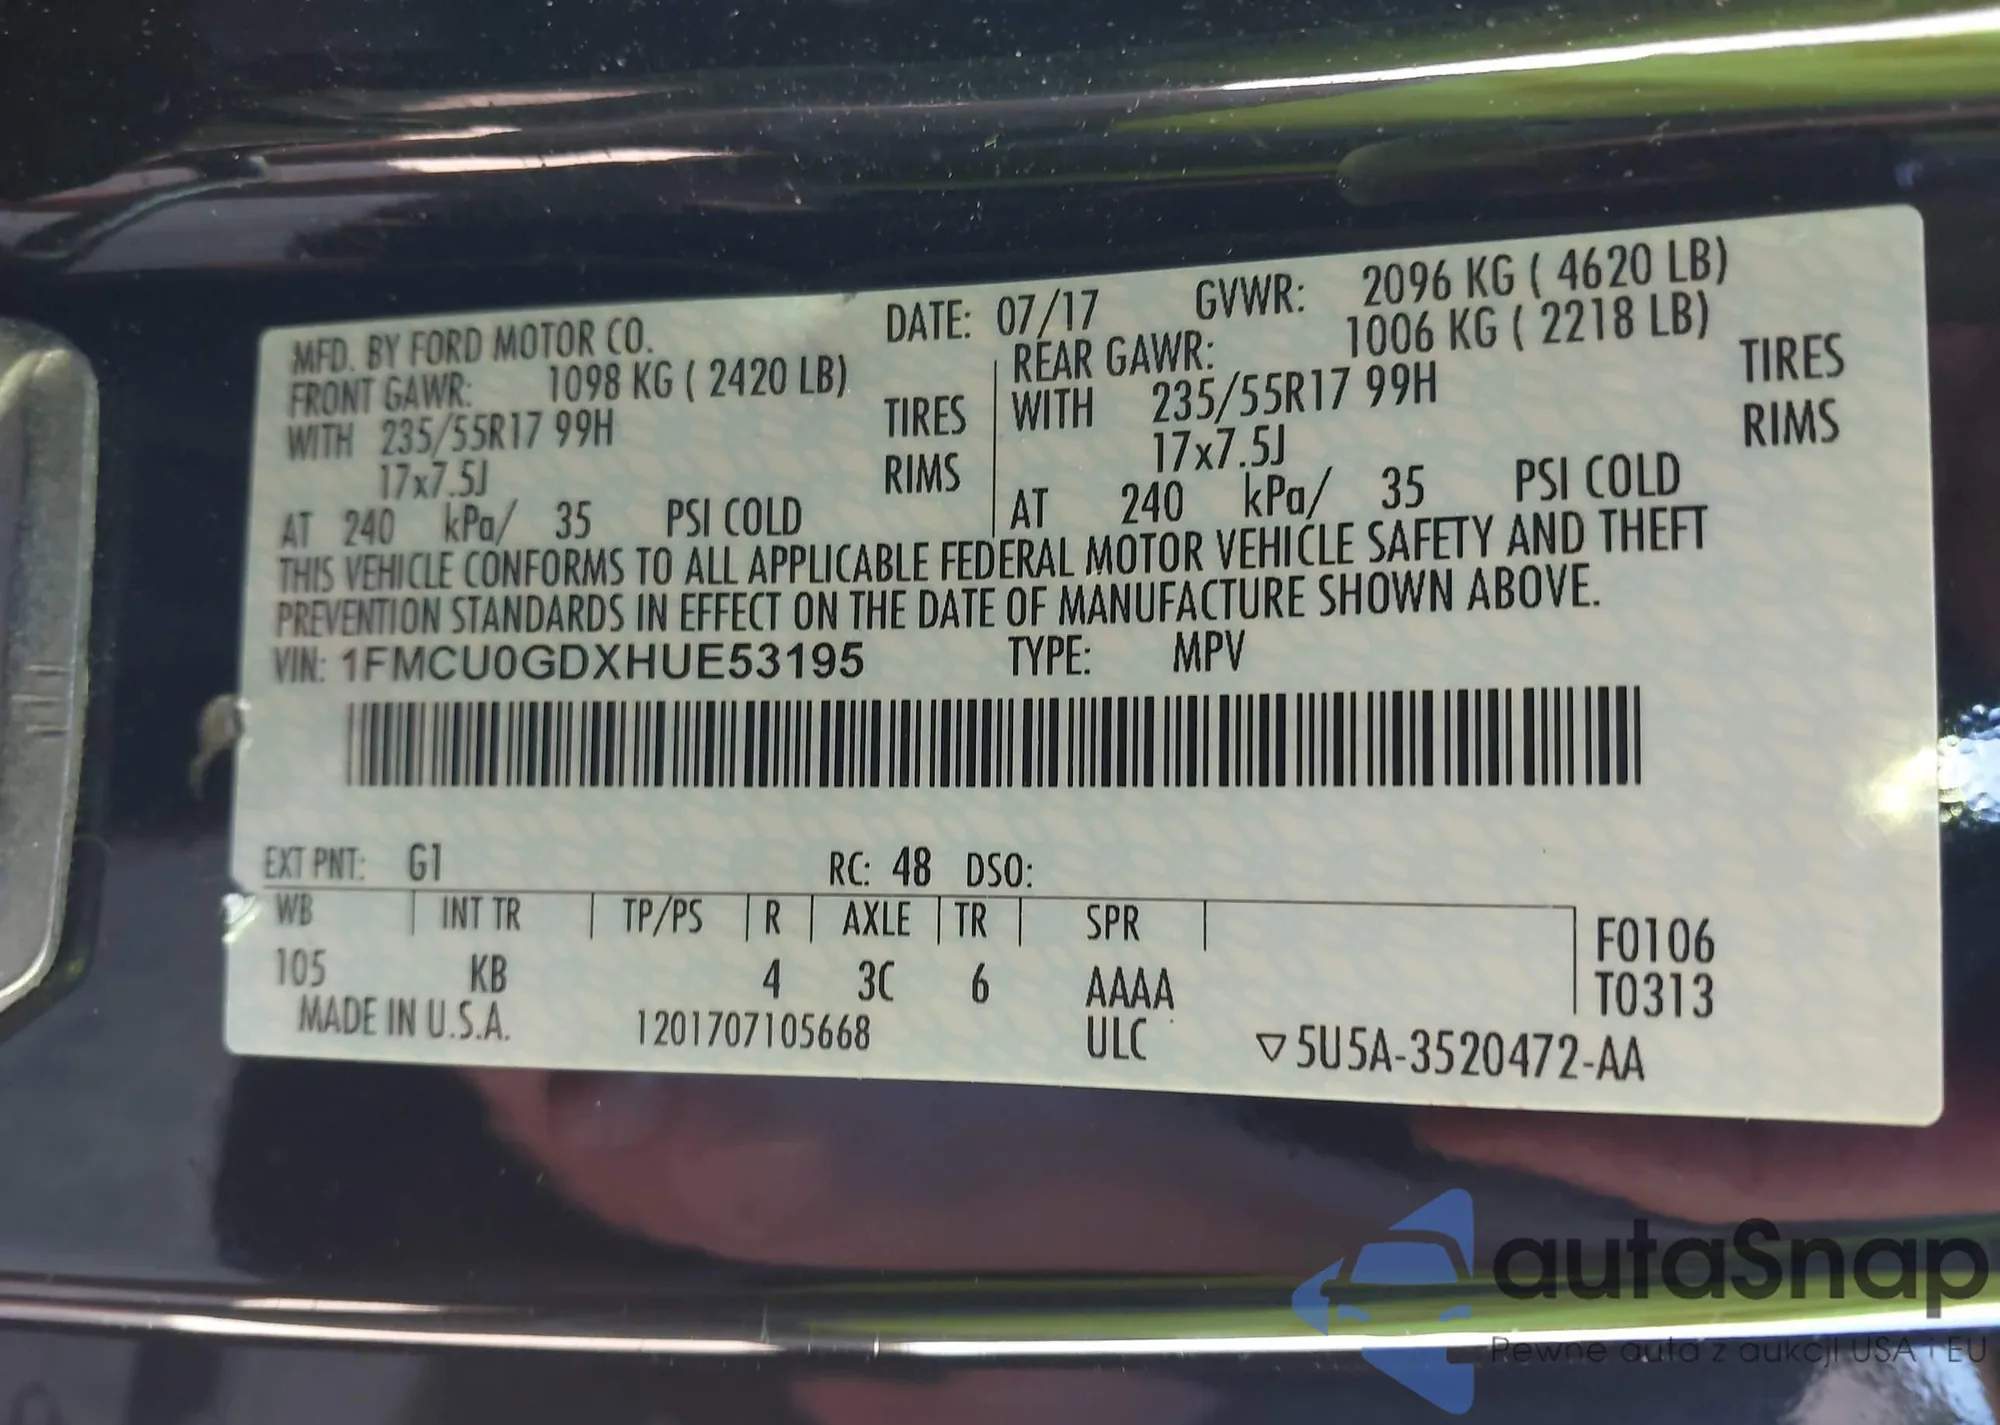 MFD. BY FORD MOTOR CO. DATE: 07/17 GVWR: 2096 KG ( 4620 LB)
FRONT GAWR: 1098 KG ( 2420 LB) REAR GAWR: 1006 KG ( 2218 LB)
WITH 235/55R17 99H TIRES WITH 235/55R17 99H TIRES
17x7.5J RIMS 17x7.5J RIMS
AT 240 kPa/ 35 PSI COLD AT 240 kPa/ 35 PSI COLD
THIS VEHICLE CONFORMS TO ALL APPLICABLE FEDERAL MOTOR VEHICLE SAFETY AND THEFT
PREVENTION STANDARDS IN EFFECT ON THE DATE OF MANUFACTURE SHOWN ABOVE.
VIN: 1FMCU0GDXHUE53195 TYPE: MPV
EXT PNT: G1 RC: 48 DSO:
WB INT TR TP/PS R AXLE TR SPR F0106
105 KB 4 3C 6 AAAA T0313
MADE IN U.S.A. 1201707105668 ULC ▽5U5A-3520472-AA
autaSnap
Pewne auta z aukcji USA i EU